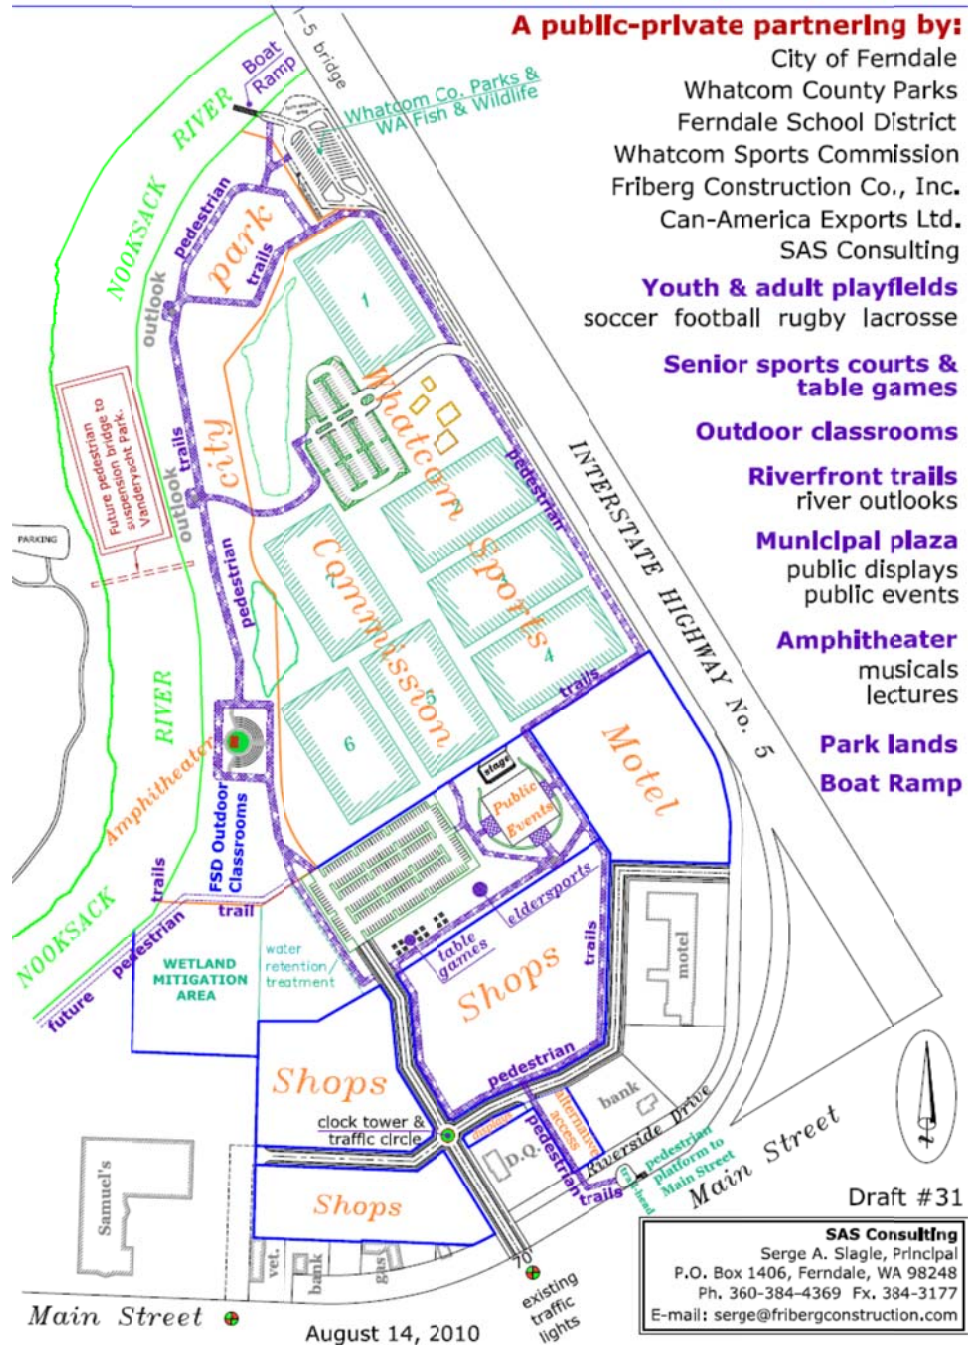 A public-private partnering by:
City of Ferndale
Whatcom County Parks
Ferndale School District
Whatcom Sports Commission
Friberg Construction Co., Inc.
Can-America Exports Ltd.
SAS Consulting
Youth & adult playfields
soccer football rugby lacrosse
Senior sports courts &
table games
Outdoor classrooms
Riverfront trails
river outlooks
Municipal plaza
public displays
public events
Amphitheater
musicals
lectures
Park lands
Boat Ramp
I-5 bridge
Boat
Ramp
Whatcom Co. Parks &
WA Fish & Wildlife
NOOKSACK RIVER
pedestrian
trails
city park
outlook
trails
outlook
pedestrian
Future pedestrian
suspension bridge to
Vanderyacht Park.
PARKING
1
Whatcom Sports
Commission
4
6
pedestrian
trails
INTERSTATE HIGHWAY No. 5
RIVER
NOOKSACK
Amphitheater
FSD Outdoor
Classrooms
trails
trail
future pedestrian
WETLAND
MITIGATION
AREA
water
retention/
treatment
stage
Public
Events
Motel
eldersports
table
games
trails
Shops
pedestrian
motel
Shops
clock tower &
traffic circle
Shops
D.Q.
alternative
access
bank
Riverside Drive
pedestrian
trails
trail-head
pedestrian
platform to
Main Street
Main Street
Samuel's
vet.
bank
gas
70'
existing
traffic
lights
Main Street
August 14, 2010
Draft #31
SAS Consulting
Serge A. Slagle, Principal
P.O. Box 1406, Ferndale, WA 98248
Ph. 360-384-4369 Fx. 384-3177
E-mail: serge@fribergconstruction.com